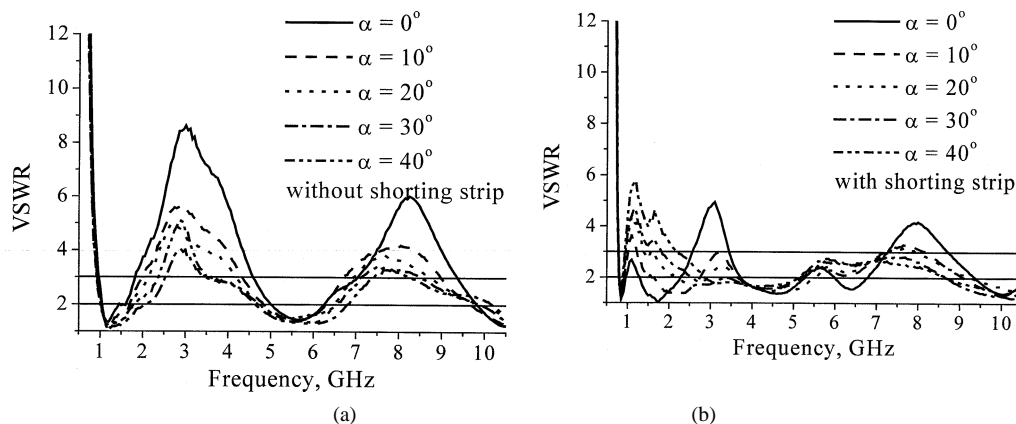 12
10
8
6
4
2
VSWR
α = 0°
α = 10°
α = 20°
α = 30°
α = 40°
without shorting strip
1 2 3 4 5 6 7 8 9 10
Frequency, GHz
(a)
12
10
8
6
4
2
VSWR
α = 0°
α = 10°
α = 20°
α = 30°
α = 40°
with shorting strip
1 2 3 4 5 6 7 8 9 10
Frequency, GHz
(b)